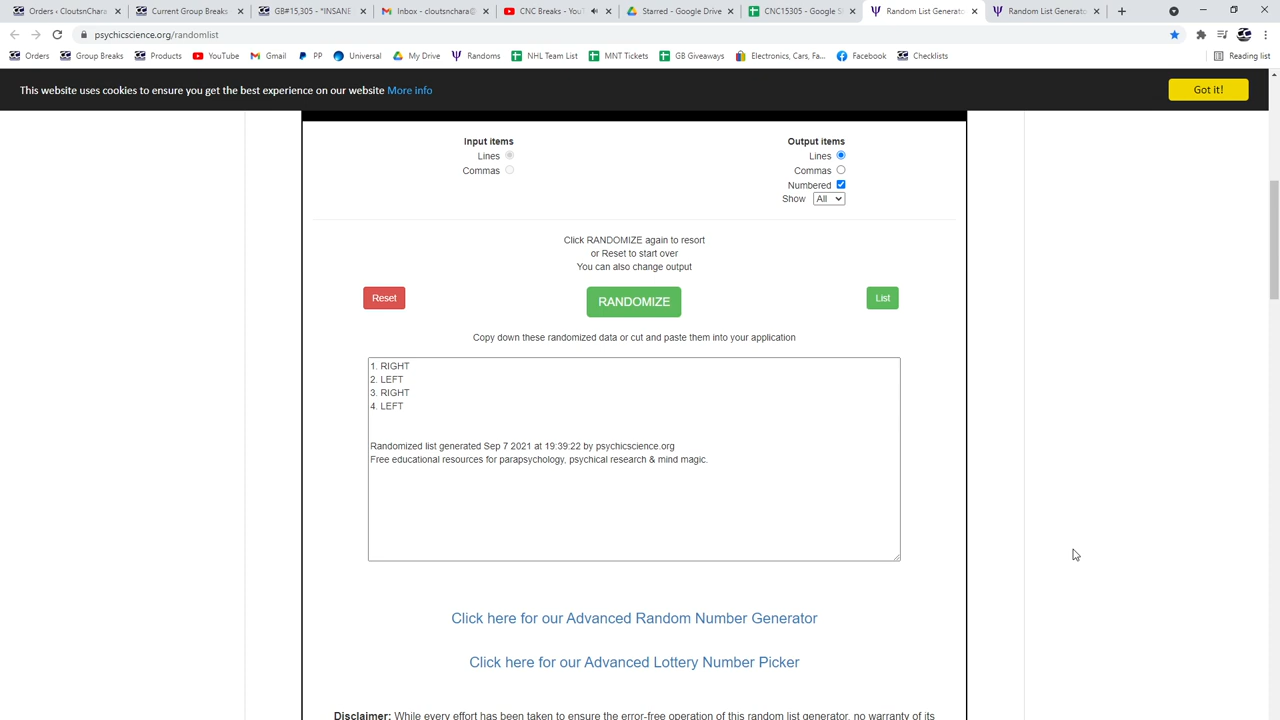 Orders ‹ CloutsnChara
Current Group Breaks
GB#15,305 - *INSANE
Inbox - cloutsnchara@
CNC Breaks - YouT
Starred - Google Drive
CNC15305 - Google S
Random List Generato
Random List Generato
psychicscience.org/randomlist
Orders
Group Breaks
Products
YouTube
Gmail
PP
Universal
My Drive
Randoms
NHL Team List
MNT Tickets
GB Giveaways
Electronics, Cars, Fa...
Facebook
Checklists
Reading list
This website uses cookies to ensure you get the best experience on our website More info
Got it!
Input items
Output items
Lines
Lines
Commas
Commas
Numbered
Show All
Click RANDOMIZE again to resort
or Reset to start over
You can also change output
Reset
RANDOMIZE
List
Copy down these randomized data or cut and paste them into your application
1. RIGHT
2. LEFT
3. RIGHT
4. LEFT
Randomized list generated Sep 7 2021 at 19:39:22 by psychicscience.org
Free educational resources for parapsychology, psychical research & mind magic.
Click here for our Advanced Random Number Generator
Click here for our Advanced Lottery Number Picker
Disclaimer: While every effort has been taken to ensure the error-free operation of this random list generator, no warranty of its